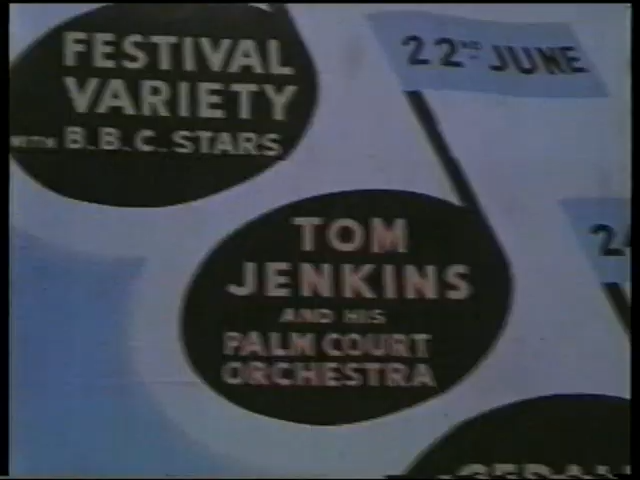 FESTIVAL
VARIETY
WITH B.B.C. STARS
22ND JUNE
TOM
JENKINS
AND HIS
PALM COURT
ORCHESTRA